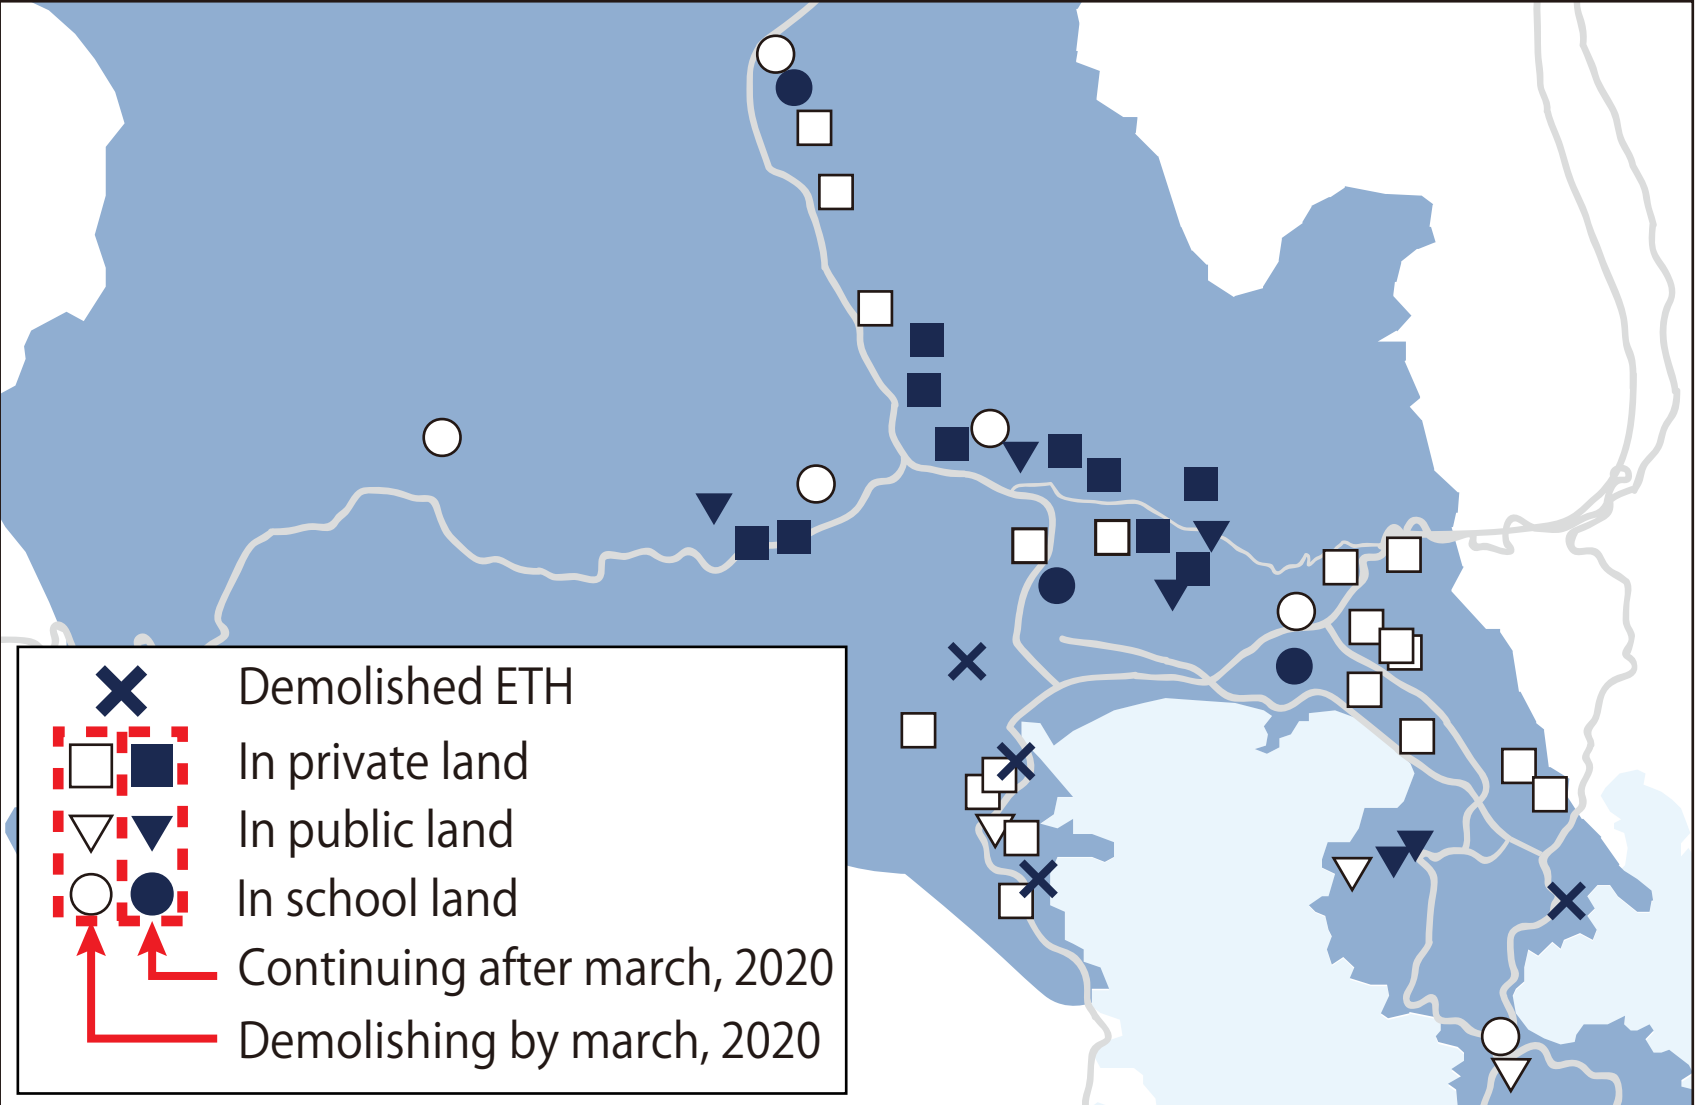 Demolished ETH
In private land
In public land
In school land
Continuing after march, 2020
Demolishing by march, 2020